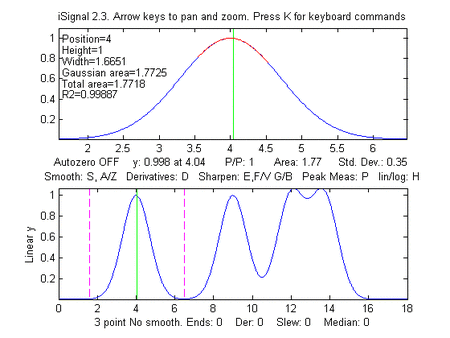 iSignal 2.3. Arrow keys to pan and zoom. Press K for keyboard commands
Position=4
Height=1
Width=1.6651
Gaussian area=1.7725
Total area=1.7718
R2=0.99887
1
0.8
0.6
0.4
0.2
2 2.5 3 3.5 4 4.5 5 5.5 6
Autozero OFF y: 0.998 at 4.04 P/P: 1 Area: 1.77 Std. Dev.: 0.35
Smooth: S, A/Z Derivatives: D Sharpen: E,F/V G/B Peak Meas: P lin/log: H
Linear y
1
0.8
0.6
0.4
0.2
0
0 2 4 6 8 10 12 14 16 18
3 point No smooth. Ends: 0 Der: 0 Slew: 0 Median: 0